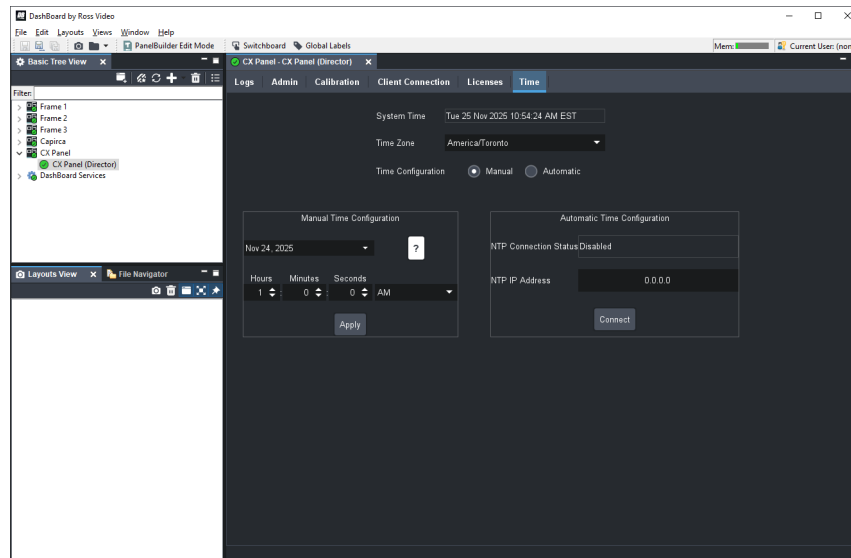 DashBoard by Ross Video
File Edit Layouts Views Window Help
PanelBuilder Edit Mode Switchboard Global Labels Mem: Current User: (non
Basic Tree View
Filter:
Frame 1
Frame 2
Frame 3
Capirca
CX Panel
CX Panel (Director)
DashBoard Services
Layouts View File Navigator
CX Panel - CX Panel (Director)
Logs Admin Calibration Client Connection Licenses Time
System Time Tue 25 Nov 2025 10:54:24 AM EST
Time Zone America/Toronto
Time Configuration Manual Automatic
Manual Time Configuration
Nov 24, 2025 ?
Hours Minutes Seconds
1 : 0 : 0 AM
Apply
Automatic Time Configuration
NTP Connection Status Disabled
NTP IP Address 0.0.0.0
Connect